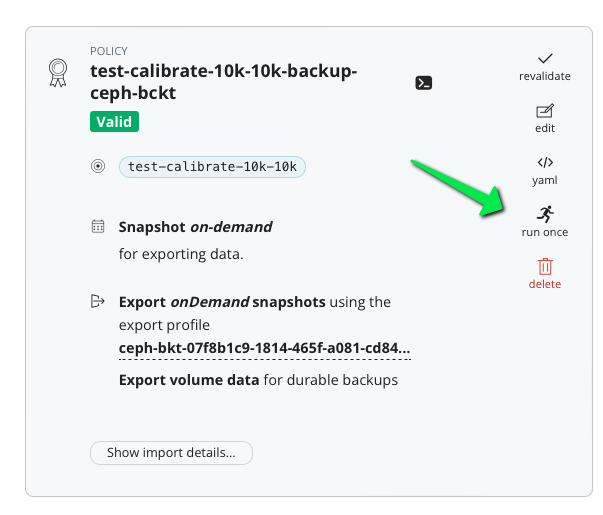 POLICY
test-calibrate-10k-10k-backup-
ceph-bckt
Valid
test-calibrate-10k-10k
Snapshot on-demand
for exporting data.
Export onDemand snapshots using the
export profile
ceph-bkt-07f8b1c9-1814-465f-a081-cd84...
Export volume data for durable backups
Show import details...
revalidate
edit
yaml
run once
delete